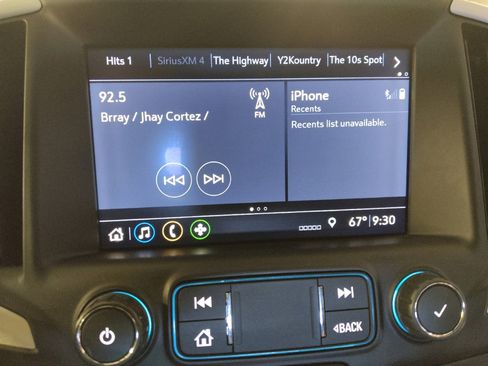 Hits 1 SiriusXM 4 The Highway Y2Kountry The 10s Spot
92.5
Brray / Jhay Cortez /
FM
iPhone
Recents
Recents list unavailable.
67° 9:30
BACK